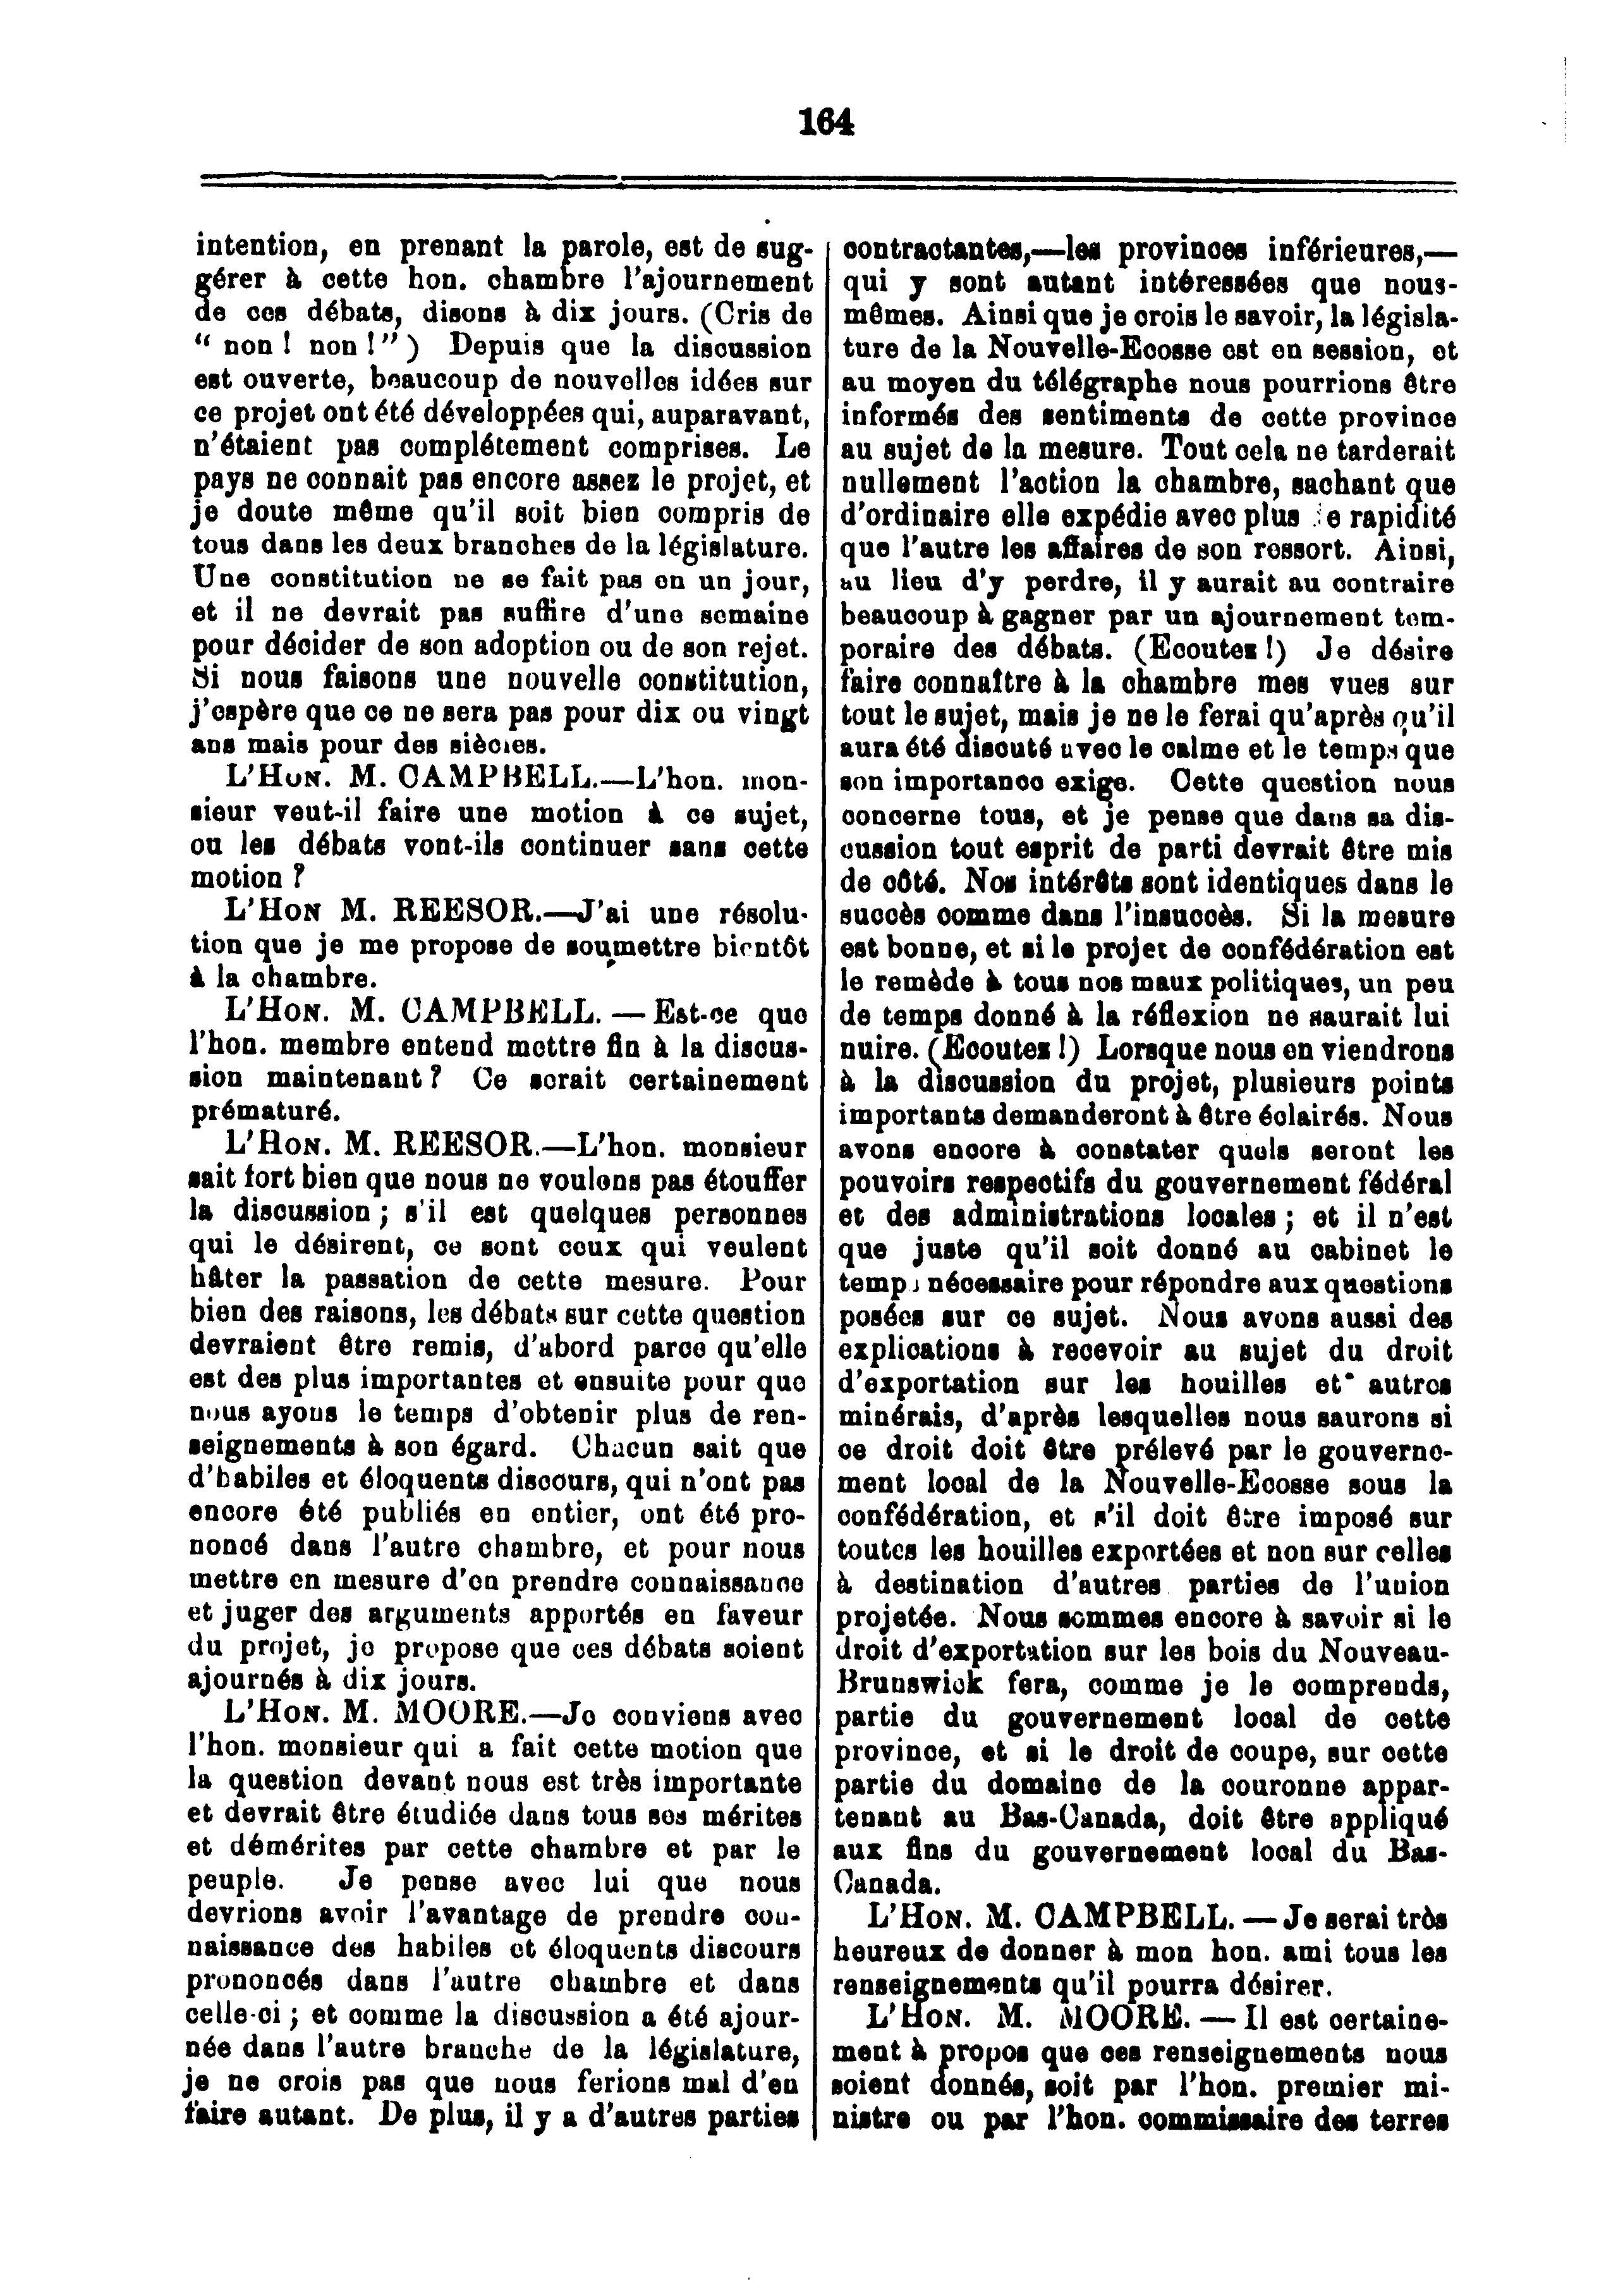 164
intention, en prenant la parole, est de sug-
gérer à cette hon. chambre l'ajournement
de ces débats, disons à dix jours. (Cris de
“ non ! non !” ) Depuis que la discussion
est ouverte, beaucoup de nouvelles idées sur
ce projet ont été développées qui, auparavant,
n'étaient pas complétement comprises. Le
pays ne connait pas encore assez le projet, et
je doute même qu'il soit bien compris de
tous dans les deux branches de la législature.
Une constitution ne se fait pas en un jour,
et il ne devrait pas suffire d'une semaine
pour décider de son adoption ou de son rejet.
Si nous faisons une nouvelle constitution,
j'espère que ce ne sera pas pour dix ou vingt
ans mais pour des siècles.
L'HON. M. CAMPBELL.—L'hon. mon-
sieur veut-il faire une motion à ce sujet,
ou les débats vont-ils continuer sans cette
motion ?
L'HON M. REESOR.—J'ai une résolu-
tion que je me propose de soumettre bientôt
à la chambre.
L'HON. M. CAMPBELL. — Est-ce que
l'hon. membre entend mettre fin à la discus-
sion maintenant ? Ce serait certainement
prématuré.
L'HON. M. REESOR.—L'hon. monsieur
sait fort bien que nous ne voulons pas étouffer
la discussion ; s'il est quelques personnes
qui le désirent, ce sont ceux qui veulent
hâter la passation de cette mesure. Pour
bien des raisons, les débats sur cette question
devraient être remis, d'abord parce qu'elle
est des plus importantes et ensuite pour que
nous ayons le temps d'obtenir plus de ren-
seignements à son égard. Chacun sait que
d'habiles et éloquents discours, qui n'ont pas
encore été publiés en entier, ont été pro-
noncé dans l'autre chambre, et pour nous
mettre en mesure d'en prendre connaissance
et juger des arguments apportés en faveur
du projet, je propose que ces débats soient
ajournés à dix jours.
L'HON. M. MOORE.—Je conviens avec
l'hon. monsieur qui a fait cette motion que
la question devant nous est très importante
et devrait être étudiée dans tous ses mérites
et démérites par cette chambre et par le
peuple. Je pense avec lui que nous
devrions avoir l'avantage de prendre con-
naissance des habiles et éloquents discours
prononcés dans l'autre chambre et dans
celle-ci ; et comme la discussion a été ajour-
née dans l'autre branche de la législature,
je ne crois pas que nous ferions mal d'en
faire autant. De plus, il y a d'autres parties
contractantes,—les provinces inférieures,—
qui y sont autant intéressées que nous-
mêmes. Ainsi que je crois le savoir, la législa-
ture de la Nouvelle-Ecosse est en session, et
au moyen du télégraphe nous pourrions être
informés des sentiments de cette province
au sujet de la mesure. Tout cela ne tarderait
nullement l'action la chambre, sachant que
d'ordinaire elle expédie avec plus de rapidité
que l'autre les affaires de son ressort. Ainsi,
au lieu d'y perdre, il y aurait au contraire
beaucoup à gagner par un ajournement tem-
poraire des débats. (Ecoutez !) Je désire
faire connaître à la chambre mes vues sur
tout le sujet, mais je ne le ferai qu'après qu'il
aura été discuté avec le calme et le temps que
son importance exige. Cette question nous
concerne tous, et je pense que dans sa dis-
cussion tout esprit de parti devrait être mis
de côté. Nos intérêts sont identiques dans le
succès comme dans l'insuccès. Si la mesure
est bonne, et si le projet de confédération est
le remède à tous nos maux politiques, un peu
de temps donné à la réflexion ne saurait lui
nuire. (Ecoutez !) Lorsque nous en viendrons
à la discussion du projet, plusieurs points
importants demanderont à être éclairés. Nous
avons encore à constater quels seront les
pouvoirs respectifs du gouvernement fédéral
et des administrations locales ; et il n'est
que juste qu'il soit donné au cabinet le
temps nécessaire pour répondre aux questions
posées sur ce sujet. Nous avons aussi des
explications à recevoir au sujet du droit
d'exportation sur les houilles et autres
minérais, d'après lesquelles nous saurons si
ce droit doit être prélevé par le gouverne-
ment local de la Nouvelle-Ecosse sous la
confédération, et s'il doit être imposé sur
toutes les houilles exportées et non sur celles
à destination d'autres parties de l'union
projetée. Nous sommes encore à savoir si le
droit d'exportation sur les bois du Nouveau-
Brunswick fera, comme je le comprends,
partie du gouvernement local de cette
province, et si le droit de coupe, sur cette
partie du domaine de la couronne appar-
tenant au Bas-Canada, doit être appliqué
aux fins du gouvernement local du Bas-
Canada.
L'HON. M. CAMPBELL. — Je serai très
heureux de donner à mon hon. ami tous les
renseignements qu'il pourra désirer.
L'HON. M. MOORE. — Il est certaine-
ment à propos que ces renseignements nous
soient donnés, soit par l'hon. premier mi-
nistre ou par l'hon. commissaire des terres